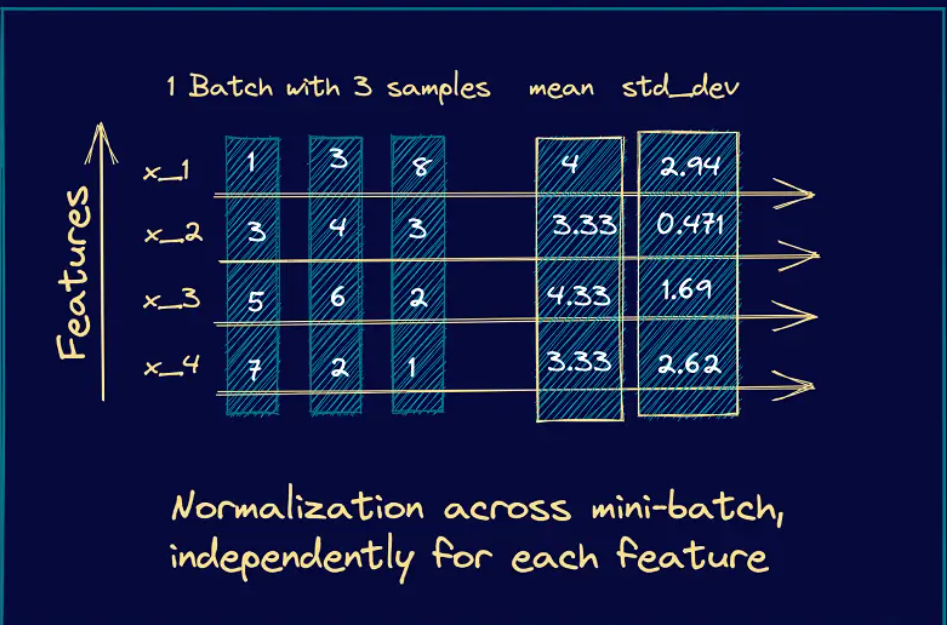 1 Batch with 3 samples mean std_dev
Features
x_1 1 3 8 4 2.94
x_2 3 4 3 3.33 0.471
x_3 5 6 2 4.33 1.69
x_4 7 2 1 3.33 2.62
Normalization across mini-batch,
independently for each feature